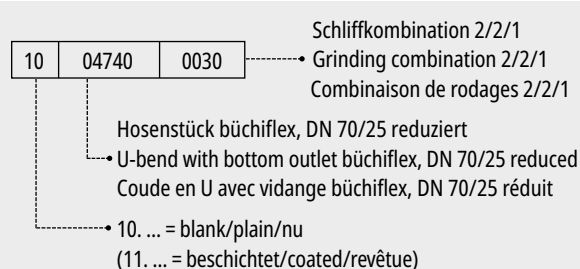 Schliffkombination 2/2/1
10 04740 0030 Grinding combination 2/2/1
Combinaison de rodages 2/2/1
Hosenstück büchiflex, DN 70/25 reduziert
U-bend with bottom outlet büchiflex, DN 70/25 reduced
Coude en U avec vidange büchiflex, DN 70/25 réduit
10. ... = blank/plain/nu
(11. ... = beschichtet/coated/revêtue)